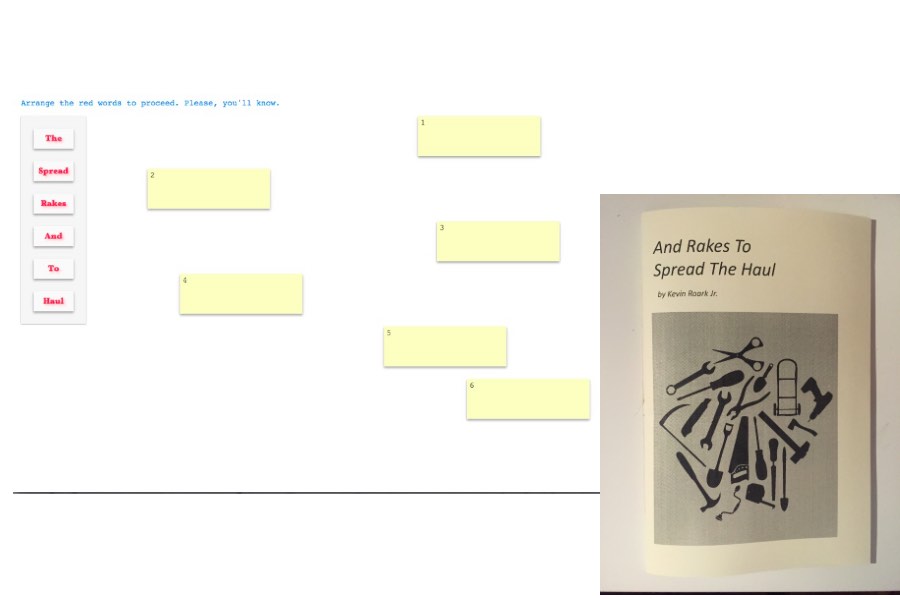 Arrange the red words to proceed. Please, you'll know.
The
Spread
Rakes
And
To
Haul
1
2
3
4
5
6
And Rakes To
Spread The Haul
by Kevin Roark Jr.